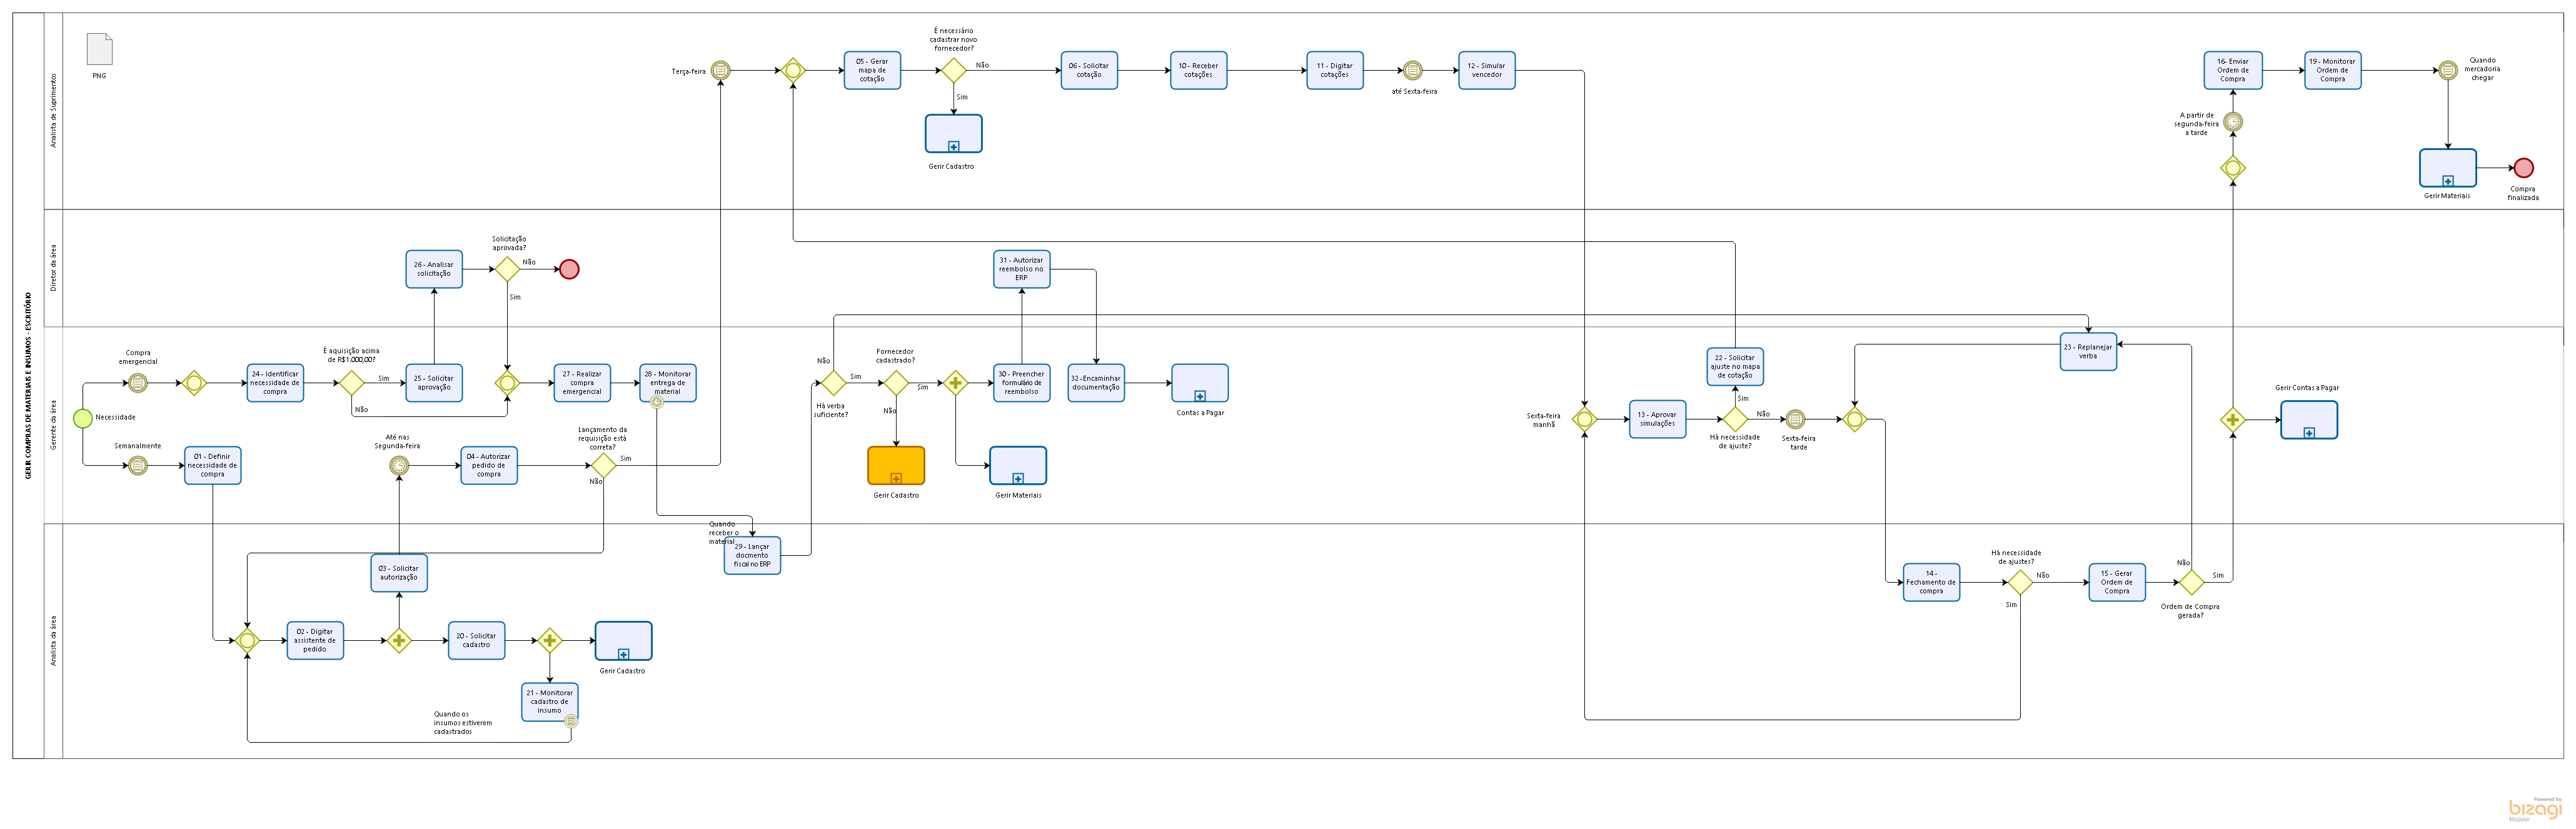 GERIR COMPRAS DE MATERIAIS E INSUMOS - ESCRITÓRIO
Analista de Suprimentos
PNG
Terça-feira
05 - Gerar
mapa de
cotação
É necessário
cadastrar novo
fornecedor?
Não
Sim
Gerir Cadastro
06 - Solicitar
cotação
10 - Receber
cotações
11 - Digitar
cotações
até Sexta-feira
12 - Simular
vencedor
16- Enviar
Ordem de
Compra
19 - Monitorar
Ordem de
Compra
Quando
mercadoria
chegar
A partir de
segunda-feira
a tarde
Gerir Materiais
Compra
finalizada
Diretor da área
26 - Analisar
solicitação
Solicitação
aprovada?
Não
Sim
31 - Autorizar
reembolso no
ERP
Gerente da área
Necessidade
Compra
emergencial
24 - Identificar
necessidade de
compra
É aquisição acima
de R$1.000,00?
Sim
Não
25 - Solicitar
aprovação
27 - Realizar
compra
emergencial
28 - Monitorar
entrega de
material
Semanalmente
01 - Definir
necessidade de
compra
Até nas
Segunda-feira
04 - Autorizar
pedido de
compra
Lançamento da
requisição está
correta?
Sim
Não
Quando
receber o
material
Não
Sim
Há verba
suficiente?
Fornecedor
cadastrado?
Sim
Não
Gerir Cadastro
30 - Preencher
formulário de
reembolso
Gerir Materiais
32 -Encaminhar
documentação
Contas a Pagar
Sexta-feira
manhã
13 - Aprovar
simulações
22 - Solicitar
ajuste no mapa
de cotação
Sim
Não
Há necessidade
de ajuste?
Sexta-feira
tarde
23 - Replanejar
verba
Gerir Contas a Pagar
Analista da área
03 - Solicitar
autorização
02 - Digitar
assistente de
pedido
20 - Solicitar
cadastro
Gerir Cadastro
21 - Monitorar
cadastro de
insumo
Quando os
insumos estiverem
cadastrados
29 - Lançar
docmento
fiscal no ERP
14 -
Fechamento de
compra
Há necessidade
de ajustes?
Não
Sim
15 - Gerar
Ordem de
Compra
Não
Sim
Ordem de Compra
gerada?
Powered by
bizagi
Modeler